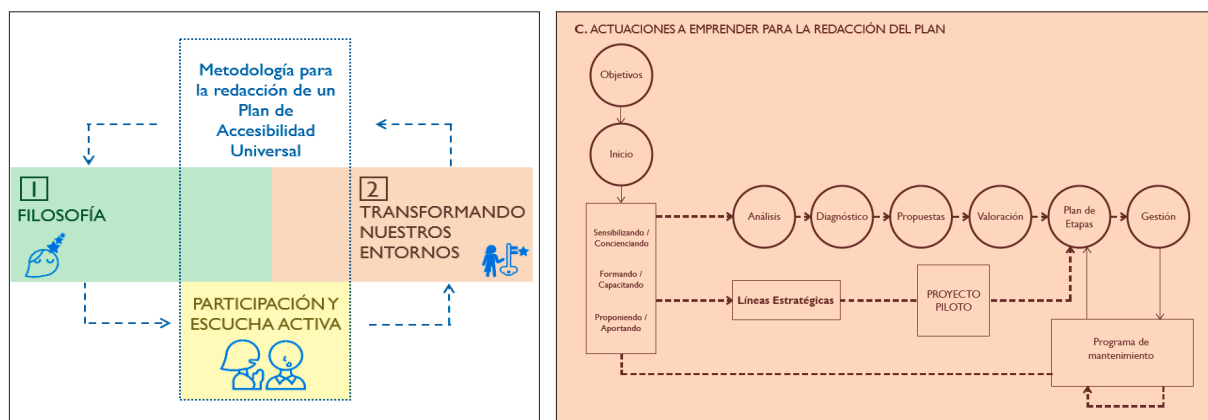 Metodología para
la redacción de un
Plan de
Accesibilidad
Universal
1
FILOSOFÍA
2
TRANSFORMANDO
NUESTROS
ENTORNOS
PARTICIPACIÓN Y
ESCUCHA ACTIVA
C. ACTUACIONES A EMPRENDER PARA LA REDACCIÓN DEL PLAN
Objetivos
Inicio
Sensibilizando /
Concienciando
Formando /
Capacitando
Proponiendo /
Aportando
Análisis
Diagnóstico
Propuestas
Valoración
Plan de
Etapas
Gestión
Líneas Estratégicas
PROYECTO
PILOTO
Programa de
mantenimiento